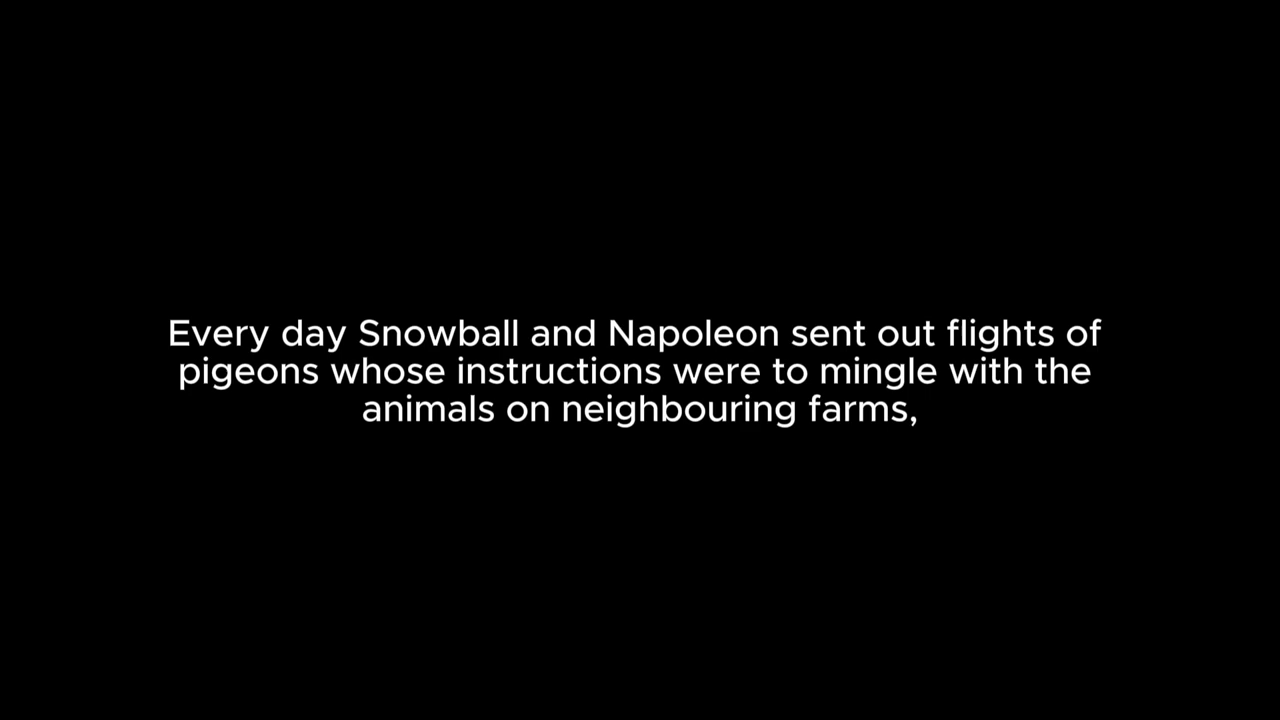 Every day Snowball and Napoleon sent out flights of
pigeons whose instructions were to mingle with the
animals on neighbouring farms,